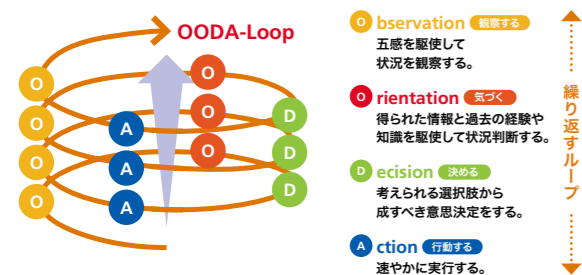 OODA-Loop
O
O
O
O
O
O
O
A
A
A
D
D
D
O bservation 観察する
五感を駆使して
状況を観察する。
O rientation 気づく
得られた情報と過去の経験や
知識を駆使して状況判断する。
D ecision 決める
考えられる選択肢から
成すべき意思決定をする。
A ction 行動する
速やかに実行する。
繰り返すループ